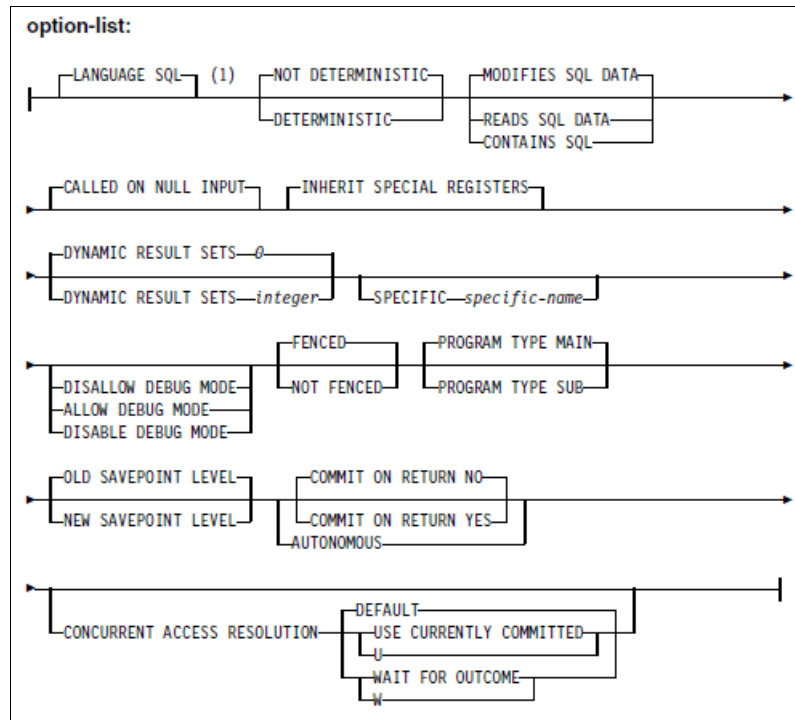 option-list:
LANGUAGE SQL (1) NOT DETERMINISTIC MODIFIES SQL DATA
DETERMINISTIC READS SQL DATA
CONTAINS SQL
CALLED ON NULL INPUT INHERIT SPECIAL REGISTERS
DYNAMIC RESULT SETS 0
DYNAMIC RESULT SETS integer SPECIFIC specific-name
FENCED PROGRAM TYPE MAIN
DISALLOW DEBUG MODE NOT FENCED PROGRAM TYPE SUB
ALLOW DEBUG MODE
DISABLE DEBUG MODE
OLD SAVEPOINT LEVEL COMMIT ON RETURN NO
NEW SAVEPOINT LEVEL COMMIT ON RETURN YES
AUTONOMOUS
DEFAULT
CONCURRENT ACCESS RESOLUTION USE CURRENTLY COMMITTED
U
WAIT FOR OUTCOME
W